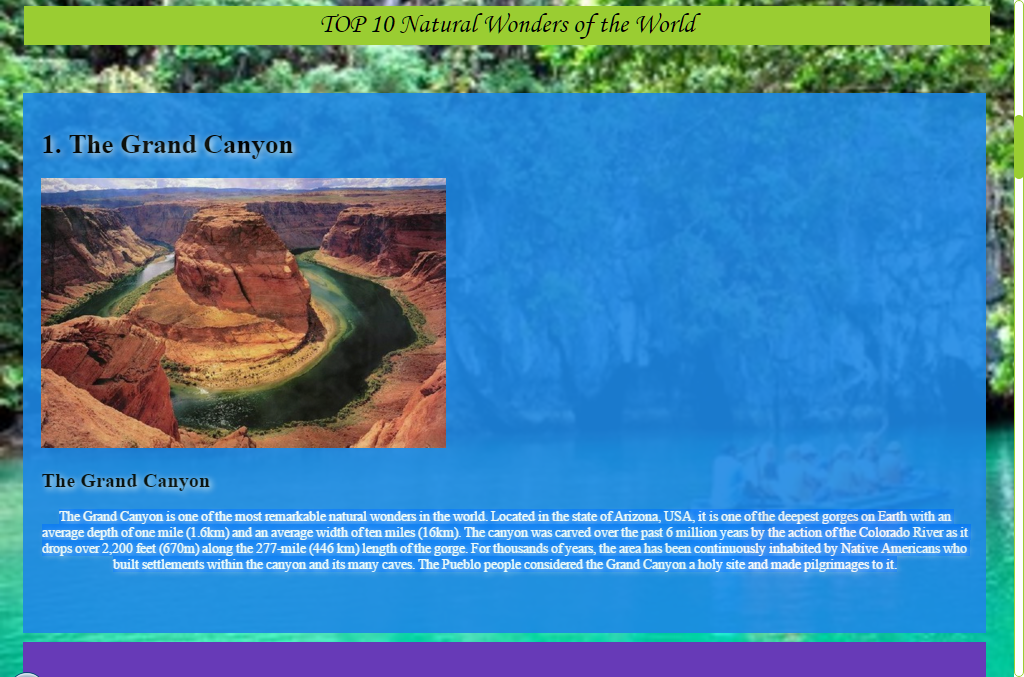 TOP 10 Natural Wonders of the World
1. The Grand Canyon
The Grand Canyon
The Grand Canyon is one of the most remarkable natural wonders in the world. Located in the state of Arizona, USA, it is one of the deepest gorges on Earth with an
average depth of one mile (1.6km) and an average width of ten miles (16km). The canyon was carved over the past 6 million years by the action of the Colorado River as it
drops over 2,200 feet (670m) along the 277-mile (446 km) length of the gorge. For thousands of years, the area has been continuously inhabited by Native Americans who
built settlements within the canyon and its many caves. The Pueblo people considered the Grand Canyon a holy site and made pilgrimages to it.